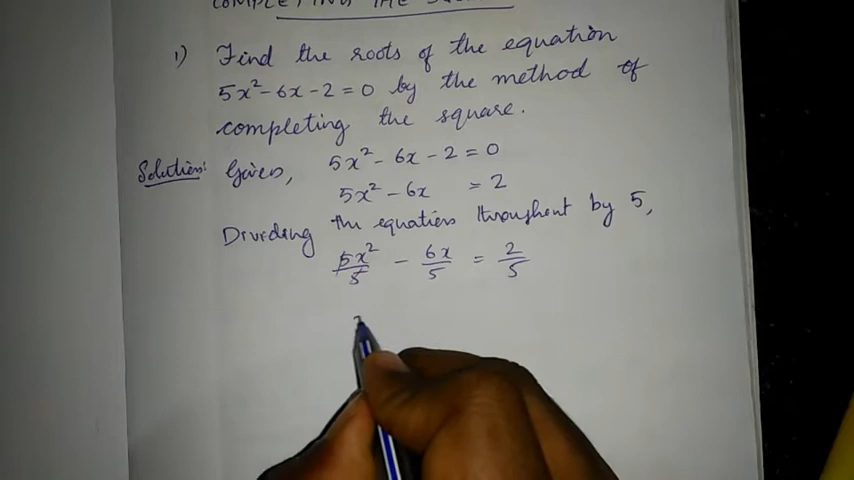 COMPLETING THE
1) Find the roots of the equation
5x² - 6x - 2 = 0 by the method of
completing the square.
Solution: Given, 5x² - 6x - 2 = 0
5x² - 6x = 2
Dividing the equation throughout by 5,
5x²/5 - 6x/5 = 2/5